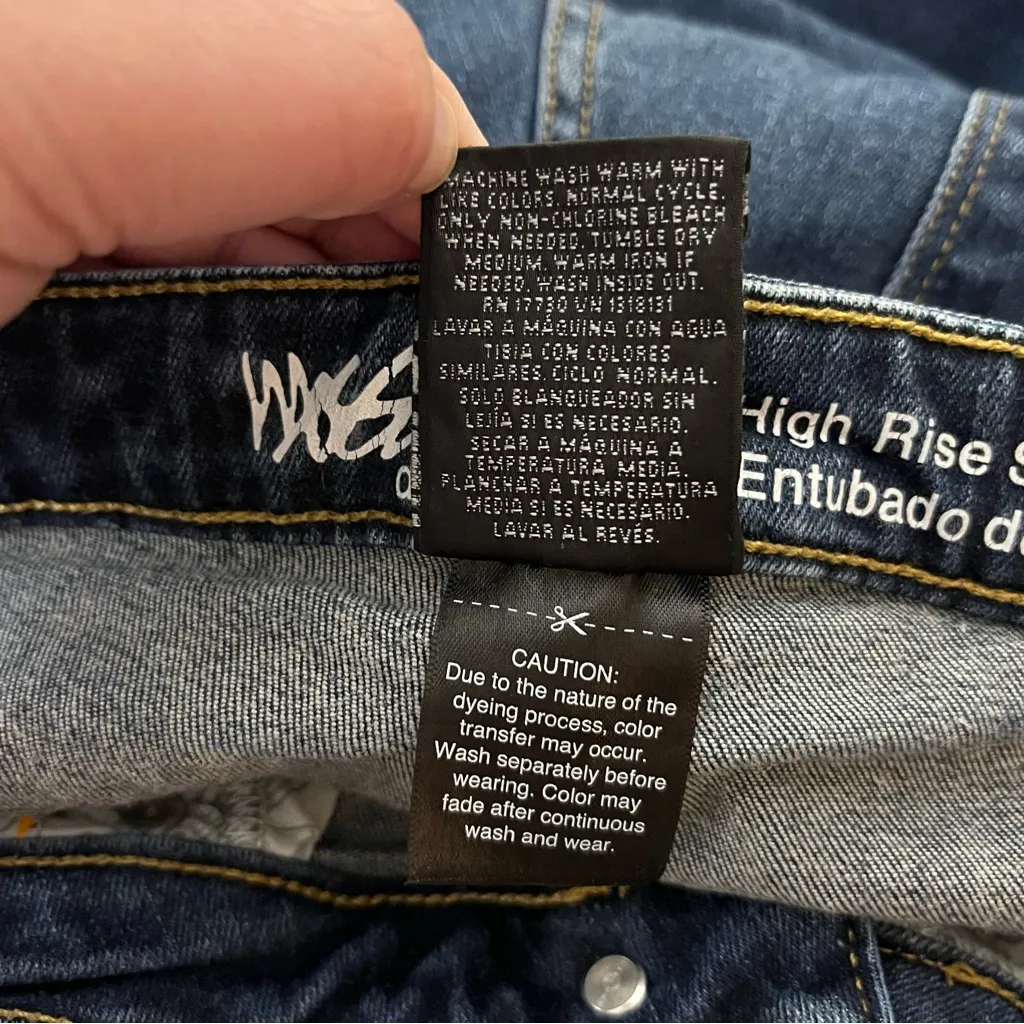 MACHINE WASH WARM WITH
LIKE COLORS. NORMAL CYCLE.
ONLY NON-CHLORINE BLEACH
WHEN NEEDED. TUMBLE DRY
MEDIUM. WARM IRON IF
NEEDED. WASH INSIDE OUT.
RN 17730 VN 1518131
LAVAR A MÁQUINA CON AGUA
TIBIA CON COLORES
SIMILARES. CICLO NORMAL.
SOLO BLANQUEADOR SIN
LEJÍA SI ES NECESARIO.
SECAR A MÁQUINA A
TEMPERATURA MEDIA.
PLANCHAR A TEMPERATURA
MEDIA SI ES NECESARIO.
LAVAR AL REVÉS.
High Rise S
Entubado d
CAUTION:
Due to the nature of the
dyeing process, color
transfer may occur.
Wash separately before
wearing. Color may
fade after continuous
wash and wear.